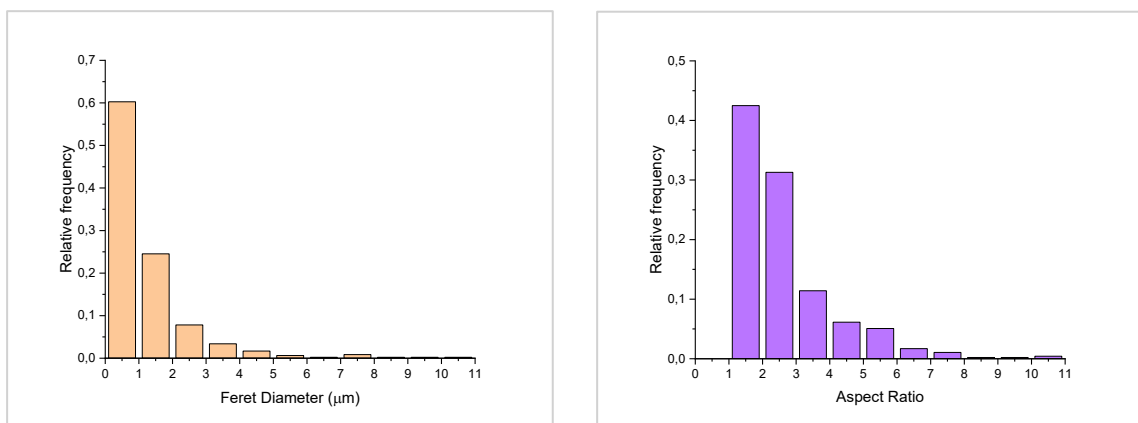 0,7
0,6
0,5
0,4
0,3
0,2
0,1
0,0
Relative frequency
0 1 2 3 4 5 6 7 8 9 10 11
Feret Diameter (μm)
0,5
0,4
0,3
0,2
0,1
0,0
Relative frequency
0 1 2 3 4 5 6 7 8 9 10 11
Aspect Ratio